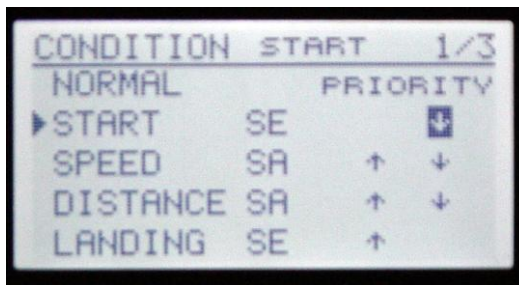 CONDITION START 1/3
NORMAL PRIORITY
▶START SE ↓
SPEED SA ↑ ↓
DISTANCE SA ↑ ↓
LANDING SE ↑